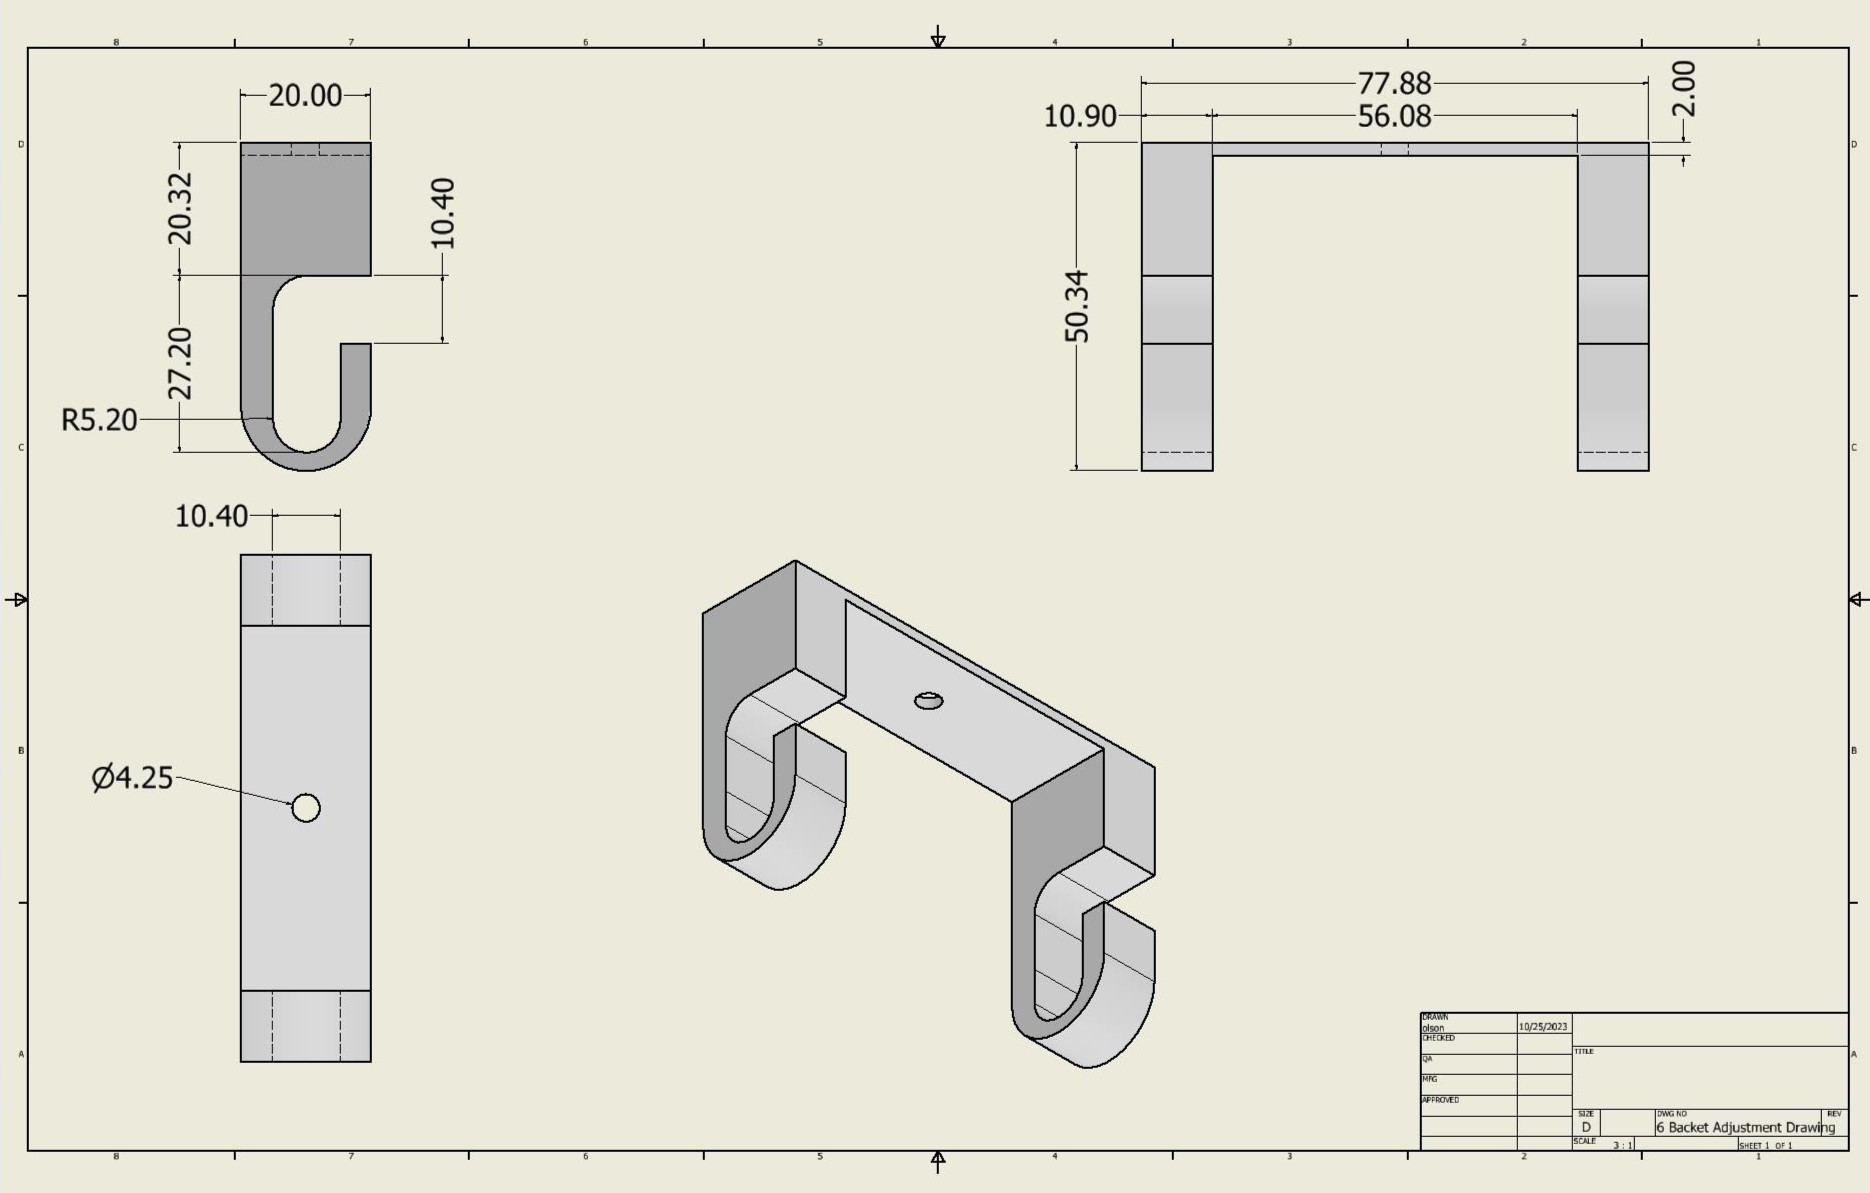 8 7 6 5 4 3 2 1
D
D
20.00
77.88
2.00
10.90
56.08
20.32
10.40
50.34
27.20
R5.20
C
C
10.40
Ø4.25
B
B
A
A
DRAWN
olson
10/25/2023
CHECKED
QA
MFG
APPROVED
TITLE
SIZE
D
DWG NO
6 Backet Adjustment Drawing
REV
SCALE
3 : 1
SHEET 1 OF 1
8 7 6 5 4 3 2 1